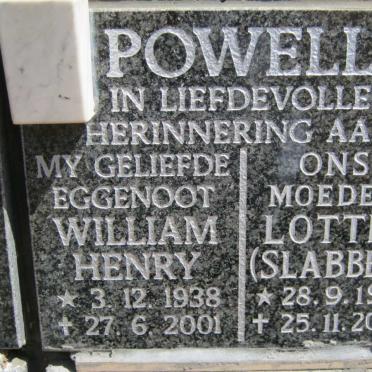 POWELL
IN LIEFDEVOLLE
HERINNERING AA
MY GELIEFDE
EGGENOOT
WILLIAM
HENRY
★ 3. 12. 1938
✝ 27. 6. 2001
ONS
MOEDE
LOTT
(SLABB
★ 28. 9. 19
✝ 25. 11. 20